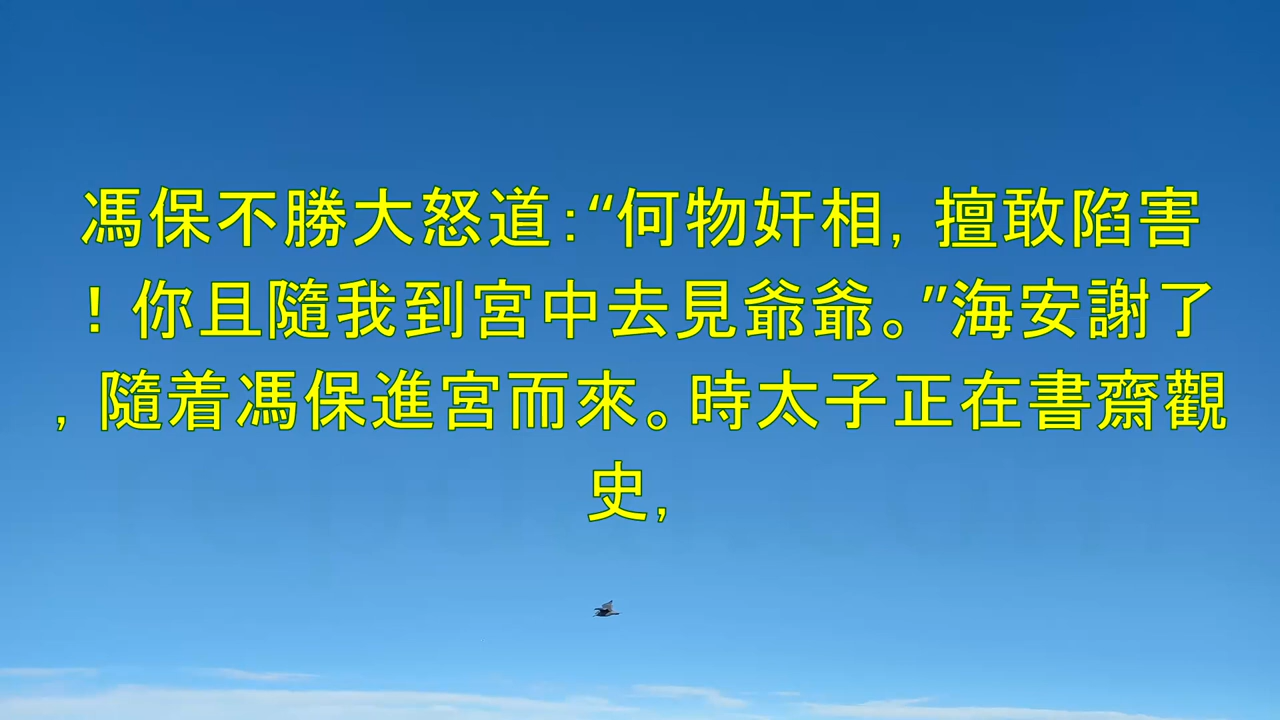 馮保不勝大怒道:“何物奸相，擅敢陷害
！你且隨我到宮中去見爺爺。”海安謝了
，隨着馮保進宮而來。時太子正在書齋觀
史，